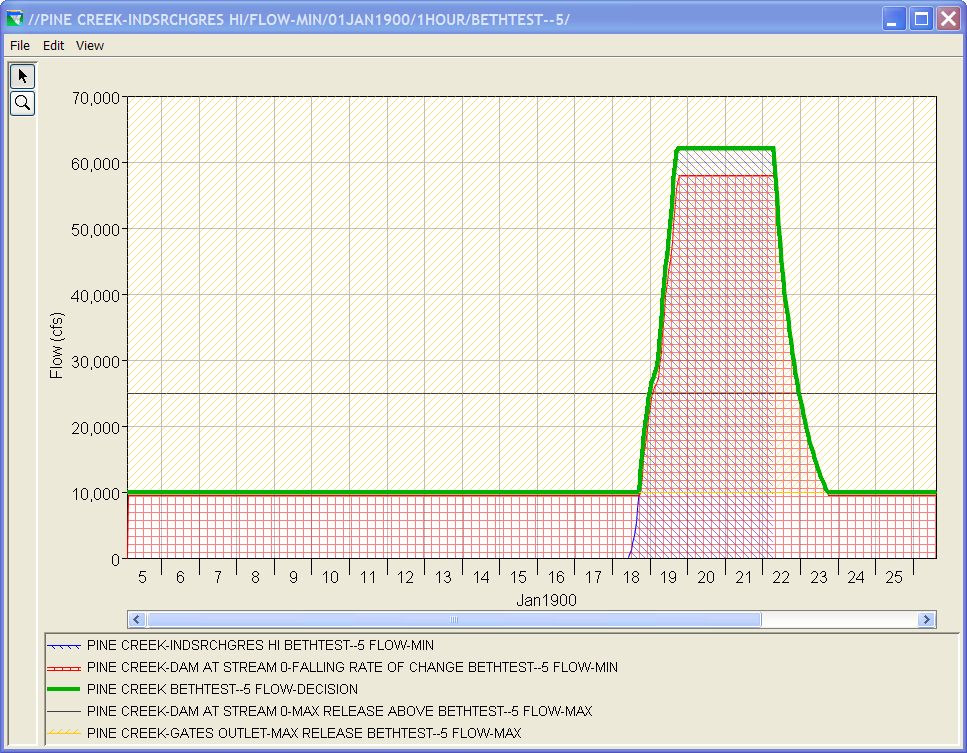 //PINE CREEK-INDSRCHGRES HI/FLOW-MIN/01JAN1900/1HOUR/BETHTEST--5/
File Edit View
70,000
60,000
50,000
40,000
30,000
20,000
10,000
0
Flow (cfs)
5 6 7 8 9 10 11 12 13 14 15 16 17 18 19 20 21 22 23 24 25
Jan1900
PINE CREEK-INDSRCHGRES HI BETHTEST--5 FLOW-MIN
PINE CREEK-DAM AT STREAM 0-FALLING RATE OF CHANGE BETHTEST--5 FLOW-MIN
PINE CREEK BETHTEST--5 FLOW-DECISION
PINE CREEK-DAM AT STREAM 0-MAX RELEASE ABOVE BETHTEST--5 FLOW-MAX
PINE CREEK-GATES OUTLET-MAX RELEASE BETHTEST--5 FLOW-MAX